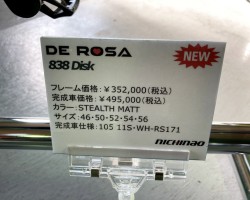 DE ROSA
NEW
838 Disk
フレーム価格:￥352,000(税込)
完成車価格:￥495,000(税込)
カラー:STEALTH MATT
サイズ:46・50・52・54・56
完成車仕様:105 11S・WH-RS171
NICHINAO